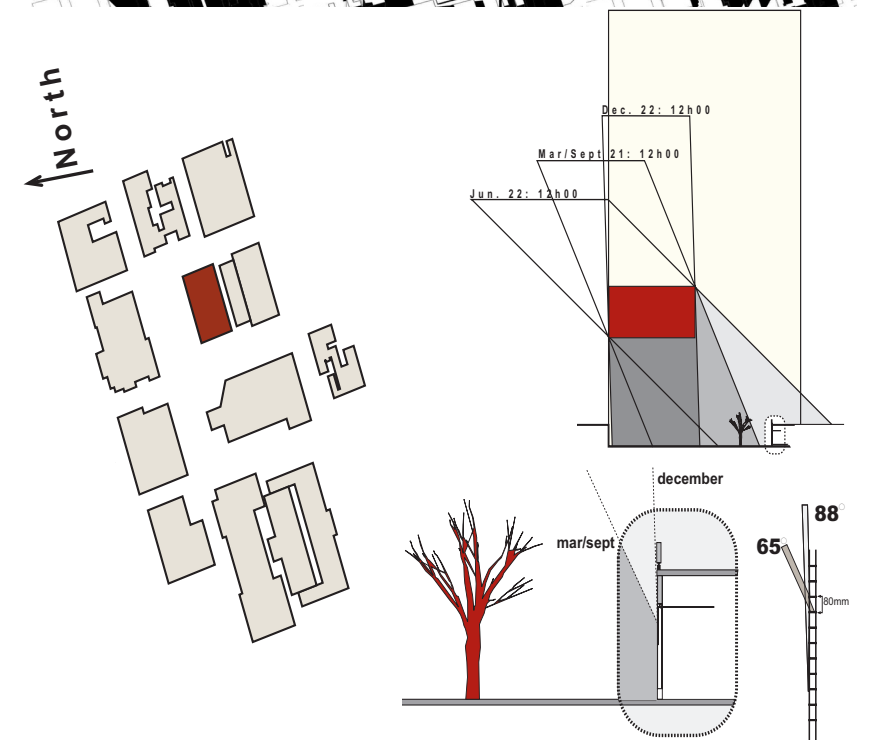 North
Dec. 22: 12h00
Mar/Sept 21: 12h00
Jun. 22: 12h00
december
mar/sept
88°
65°
80mm